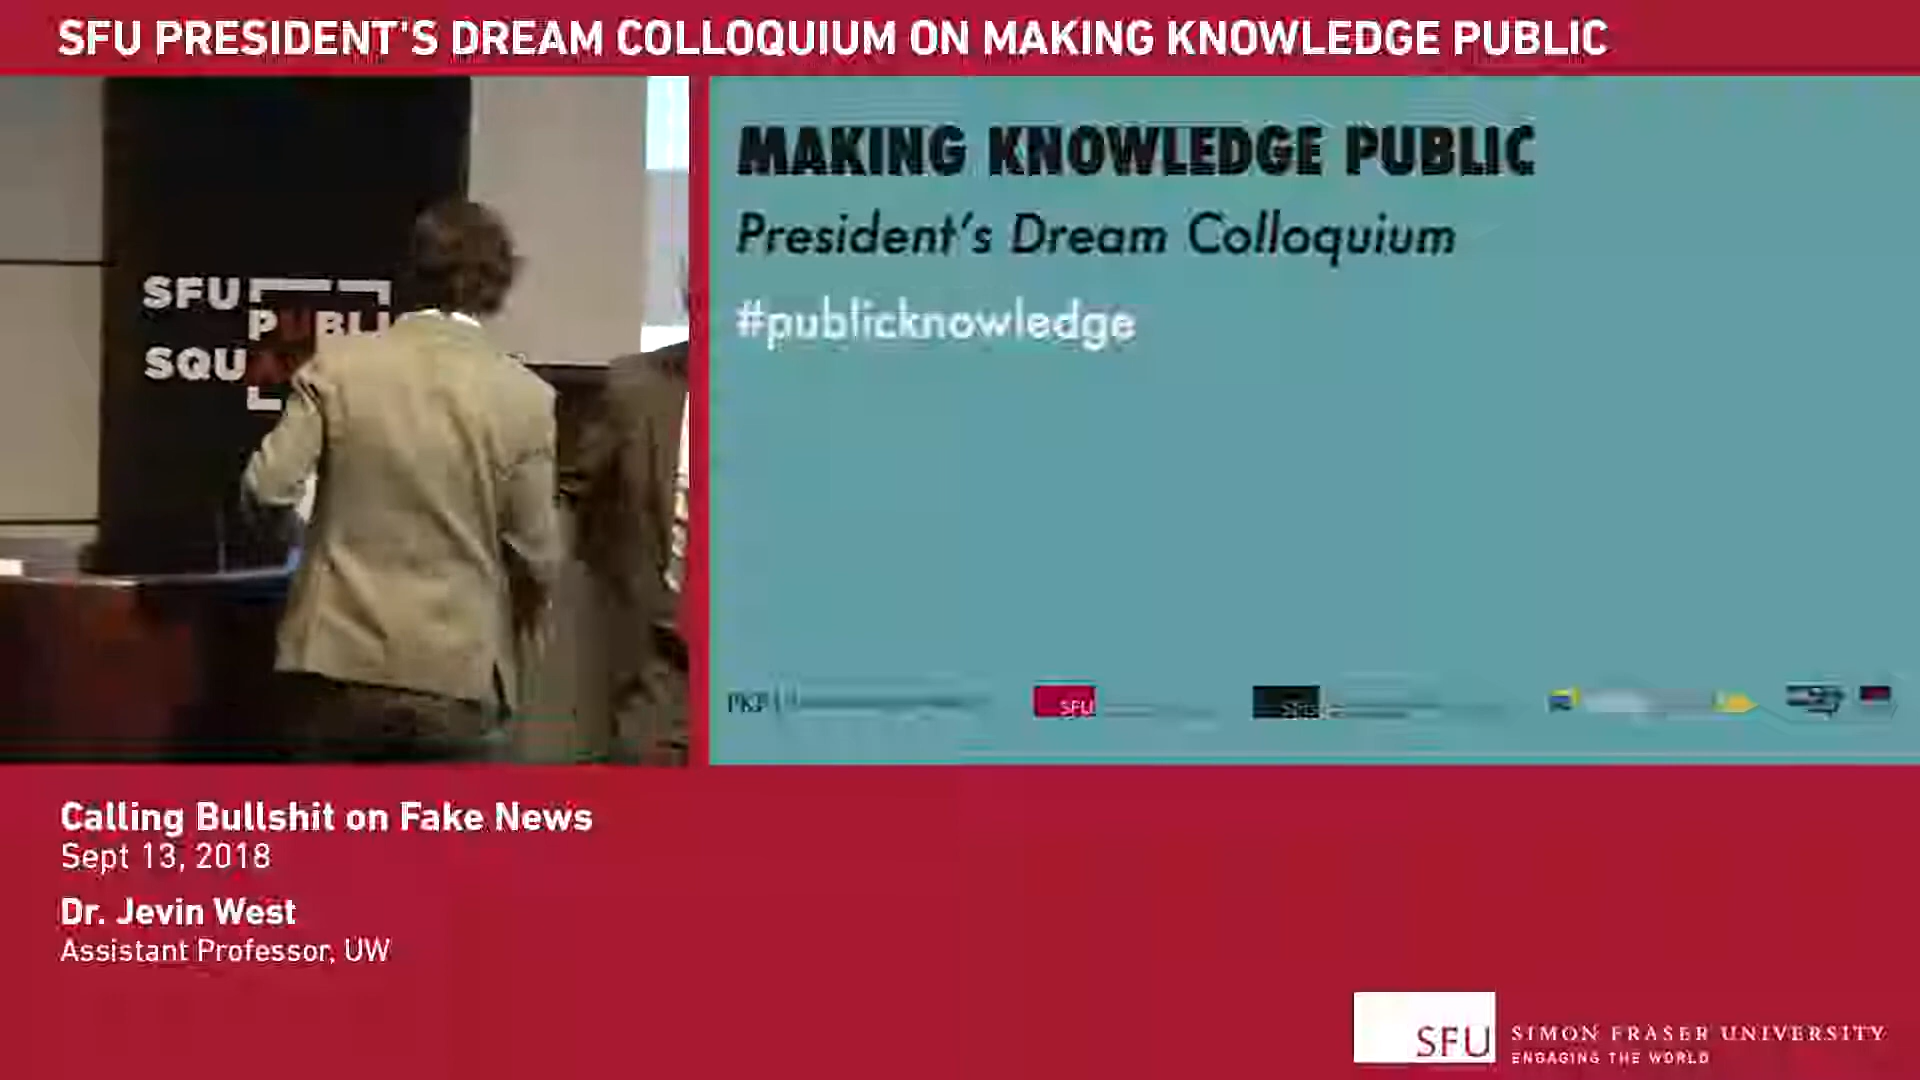 SFU PRESIDENT'S DREAM COLLOQUIUM ON MAKING KNOWLEDGE PUBLIC
SFU
PUBLIC
SQU
MAKING KNOWLEDGE PUBLIC
President's Dream Colloquium
#publicknowledge
PKP
SFU
Calling Bullshit on Fake News
Sept 13, 2018
Dr. Jevin West
Assistant Professor, UW
SFU
SIMON FRASER UNIVERSITY
ENGAGING THE WORLD